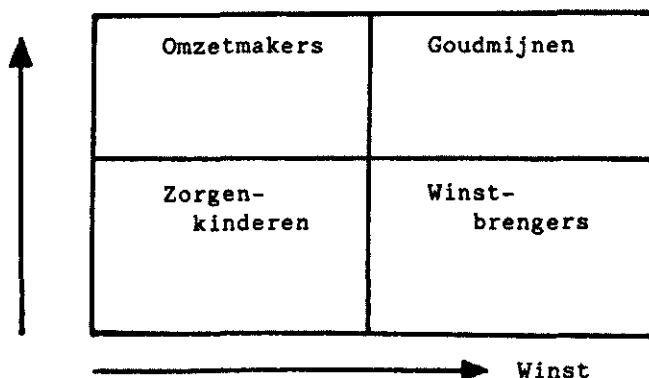 Omzetmakers
Goudmijnen
Zorgen-
kinderen
Winst-
brengers
Winst